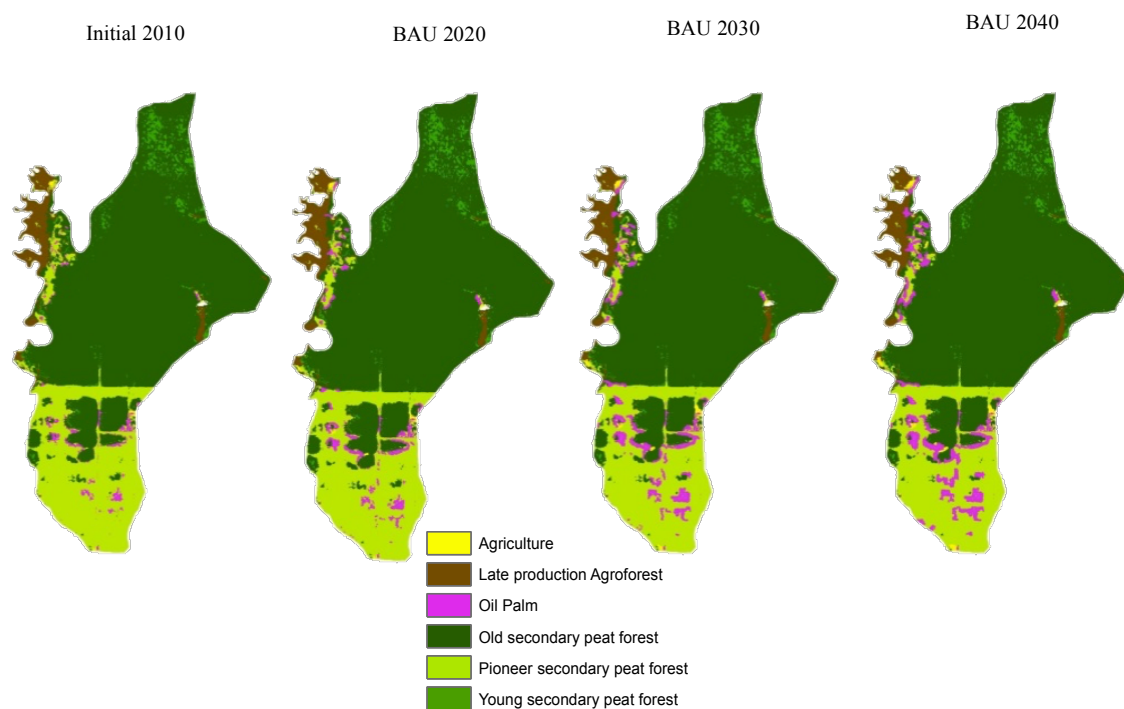 Initial 2010
BAU 2020
BAU 2030
BAU 2040
Agriculture
Late production Agroforest
Oil Palm
Old secondary peat forest
Pioneer secondary peat forest
Young secondary peat forest